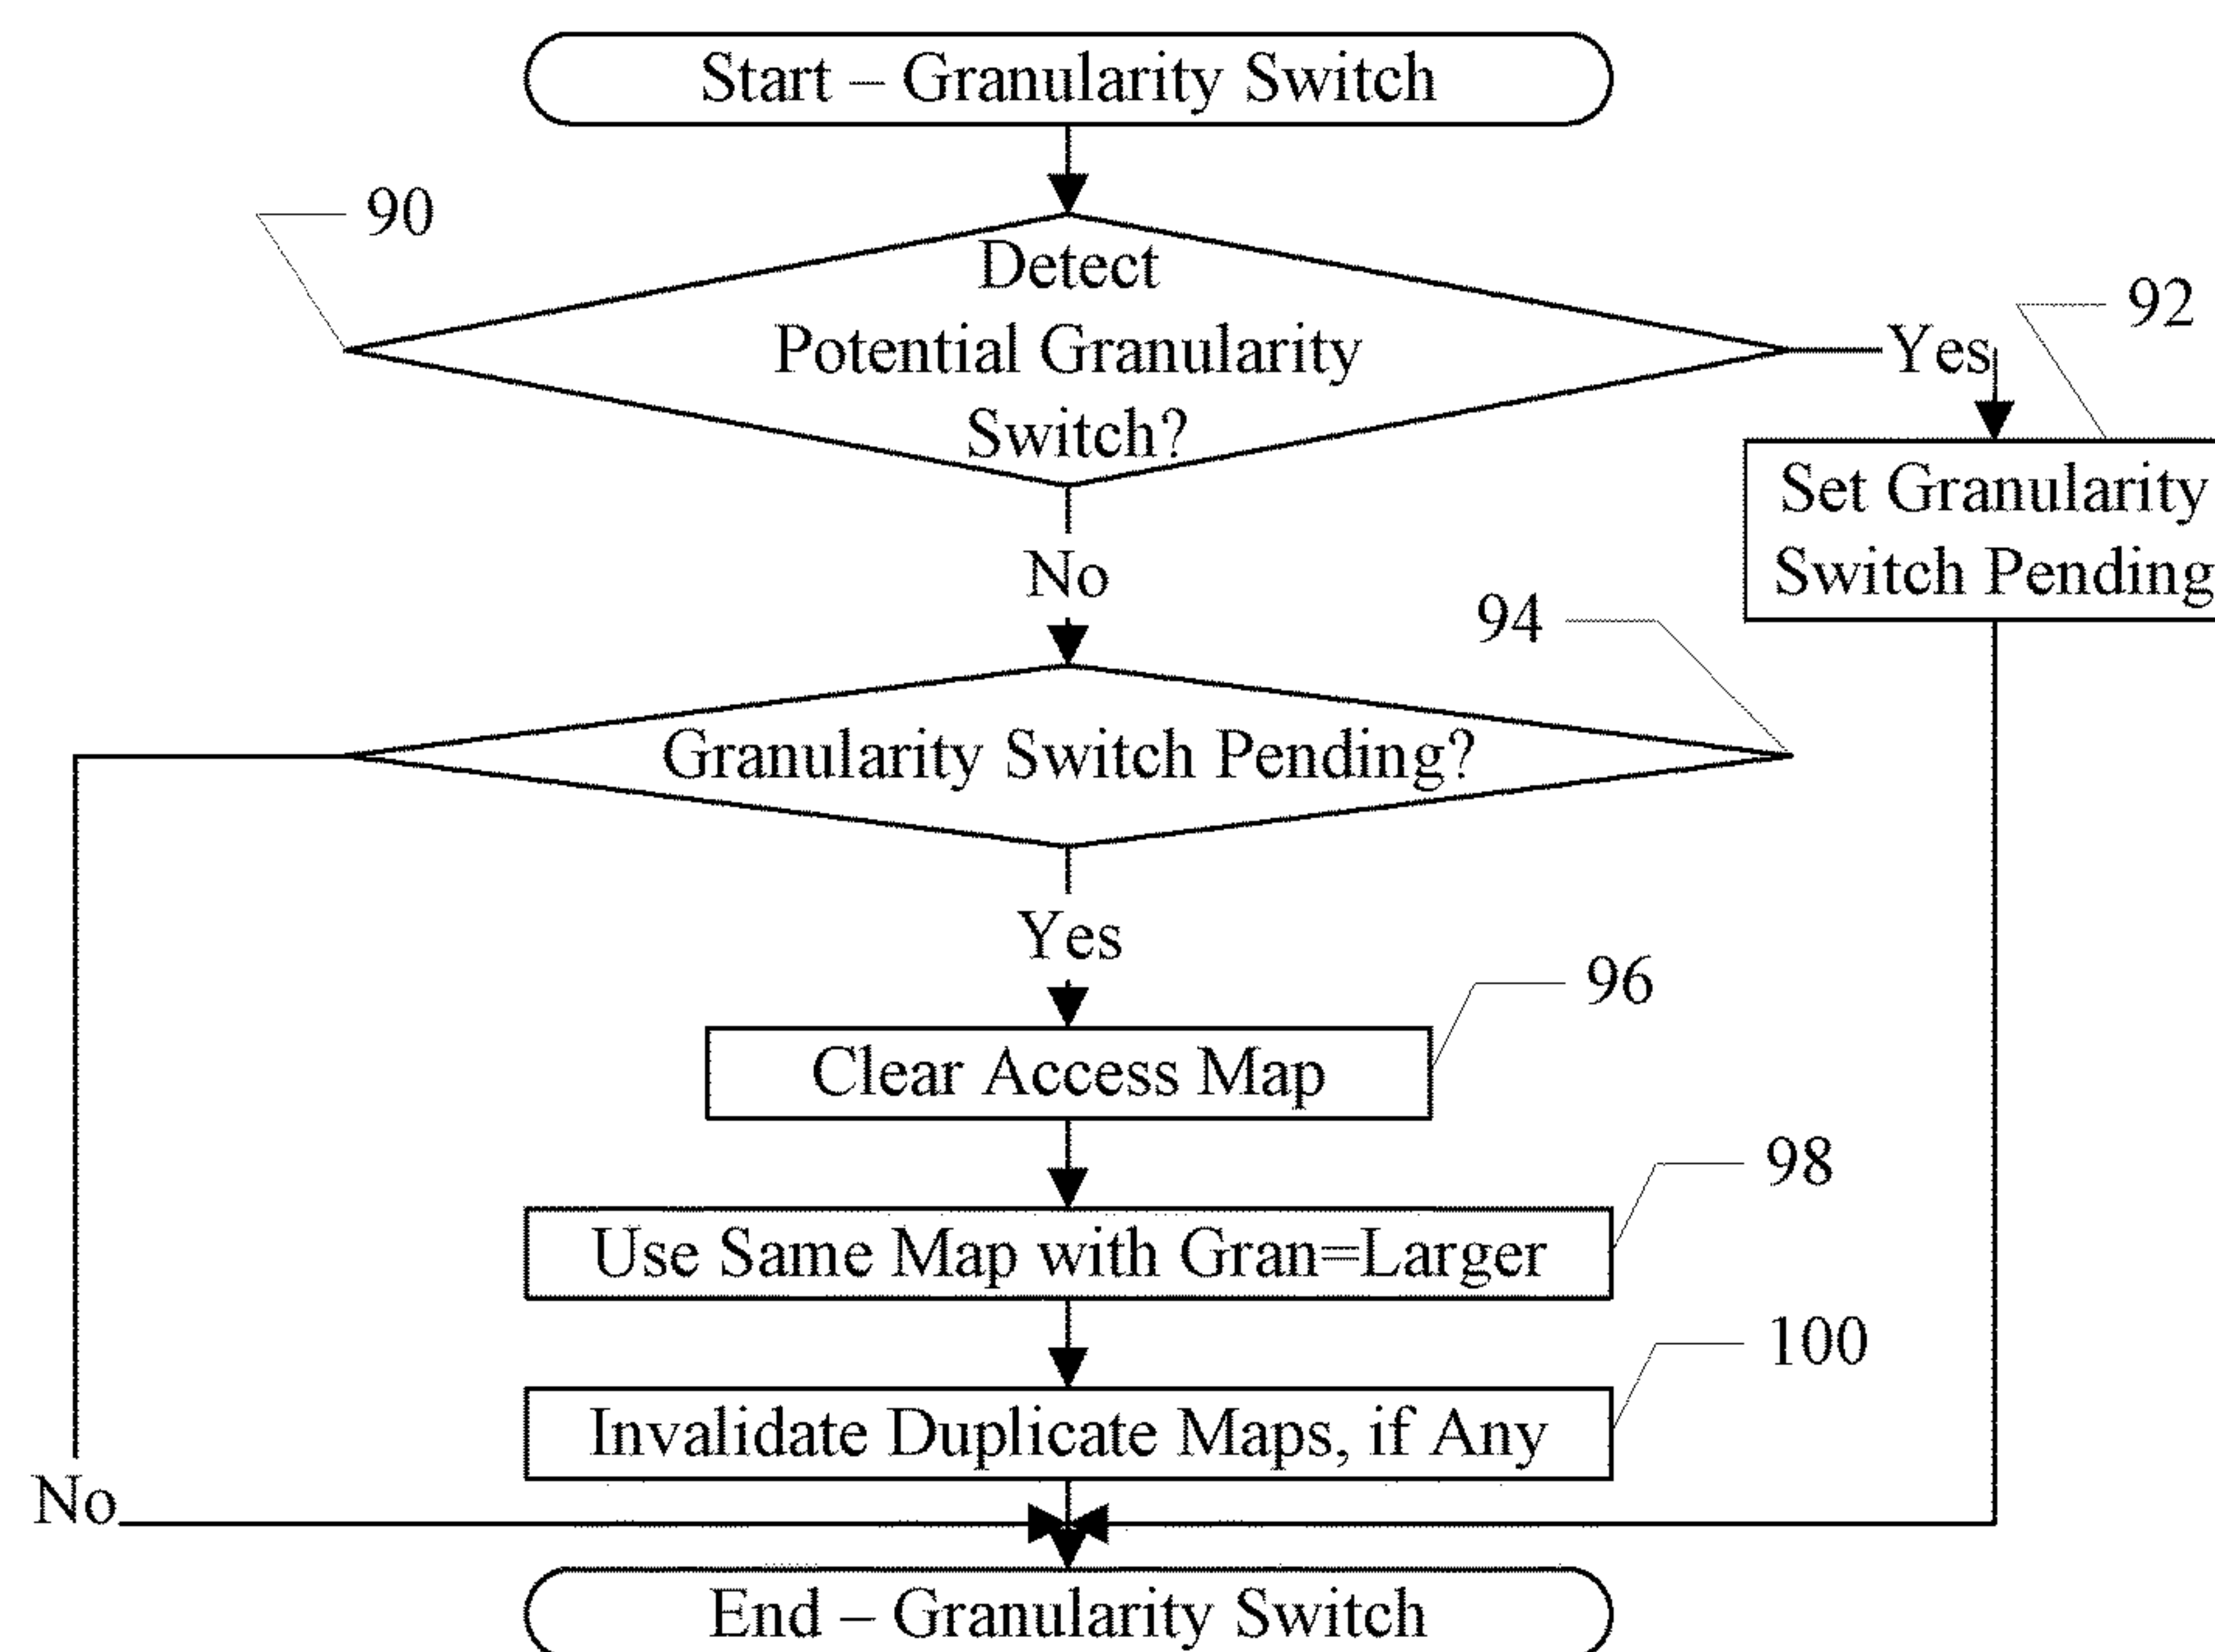 Start – Granularity Switch
90
Detect
Potential Granularity
Switch?
Yes
92
Set Granularity
Switch Pending
No
94
Granularity Switch Pending?
Yes
96
Clear Access Map
98
Use Same Map with Gran=Larger
100
Invalidate Duplicate Maps, if Any
No
End – Granularity Switch